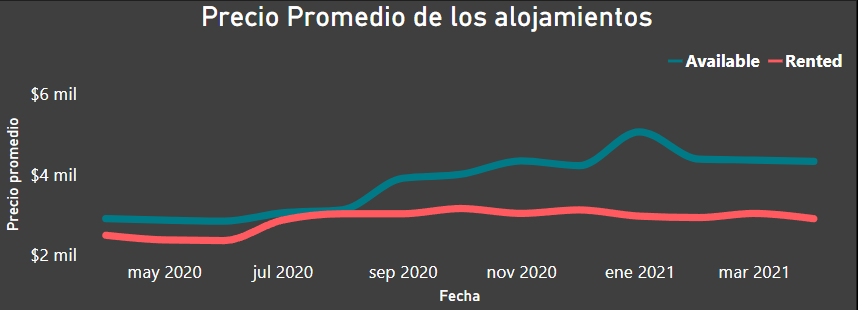 Precio Promedio de los alojamientos
Available Rented
$6 mil
$4 mil
$2 mil
Precio promedio
may 2020 jul 2020 sep 2020 nov 2020 ene 2021 mar 2021
Fecha